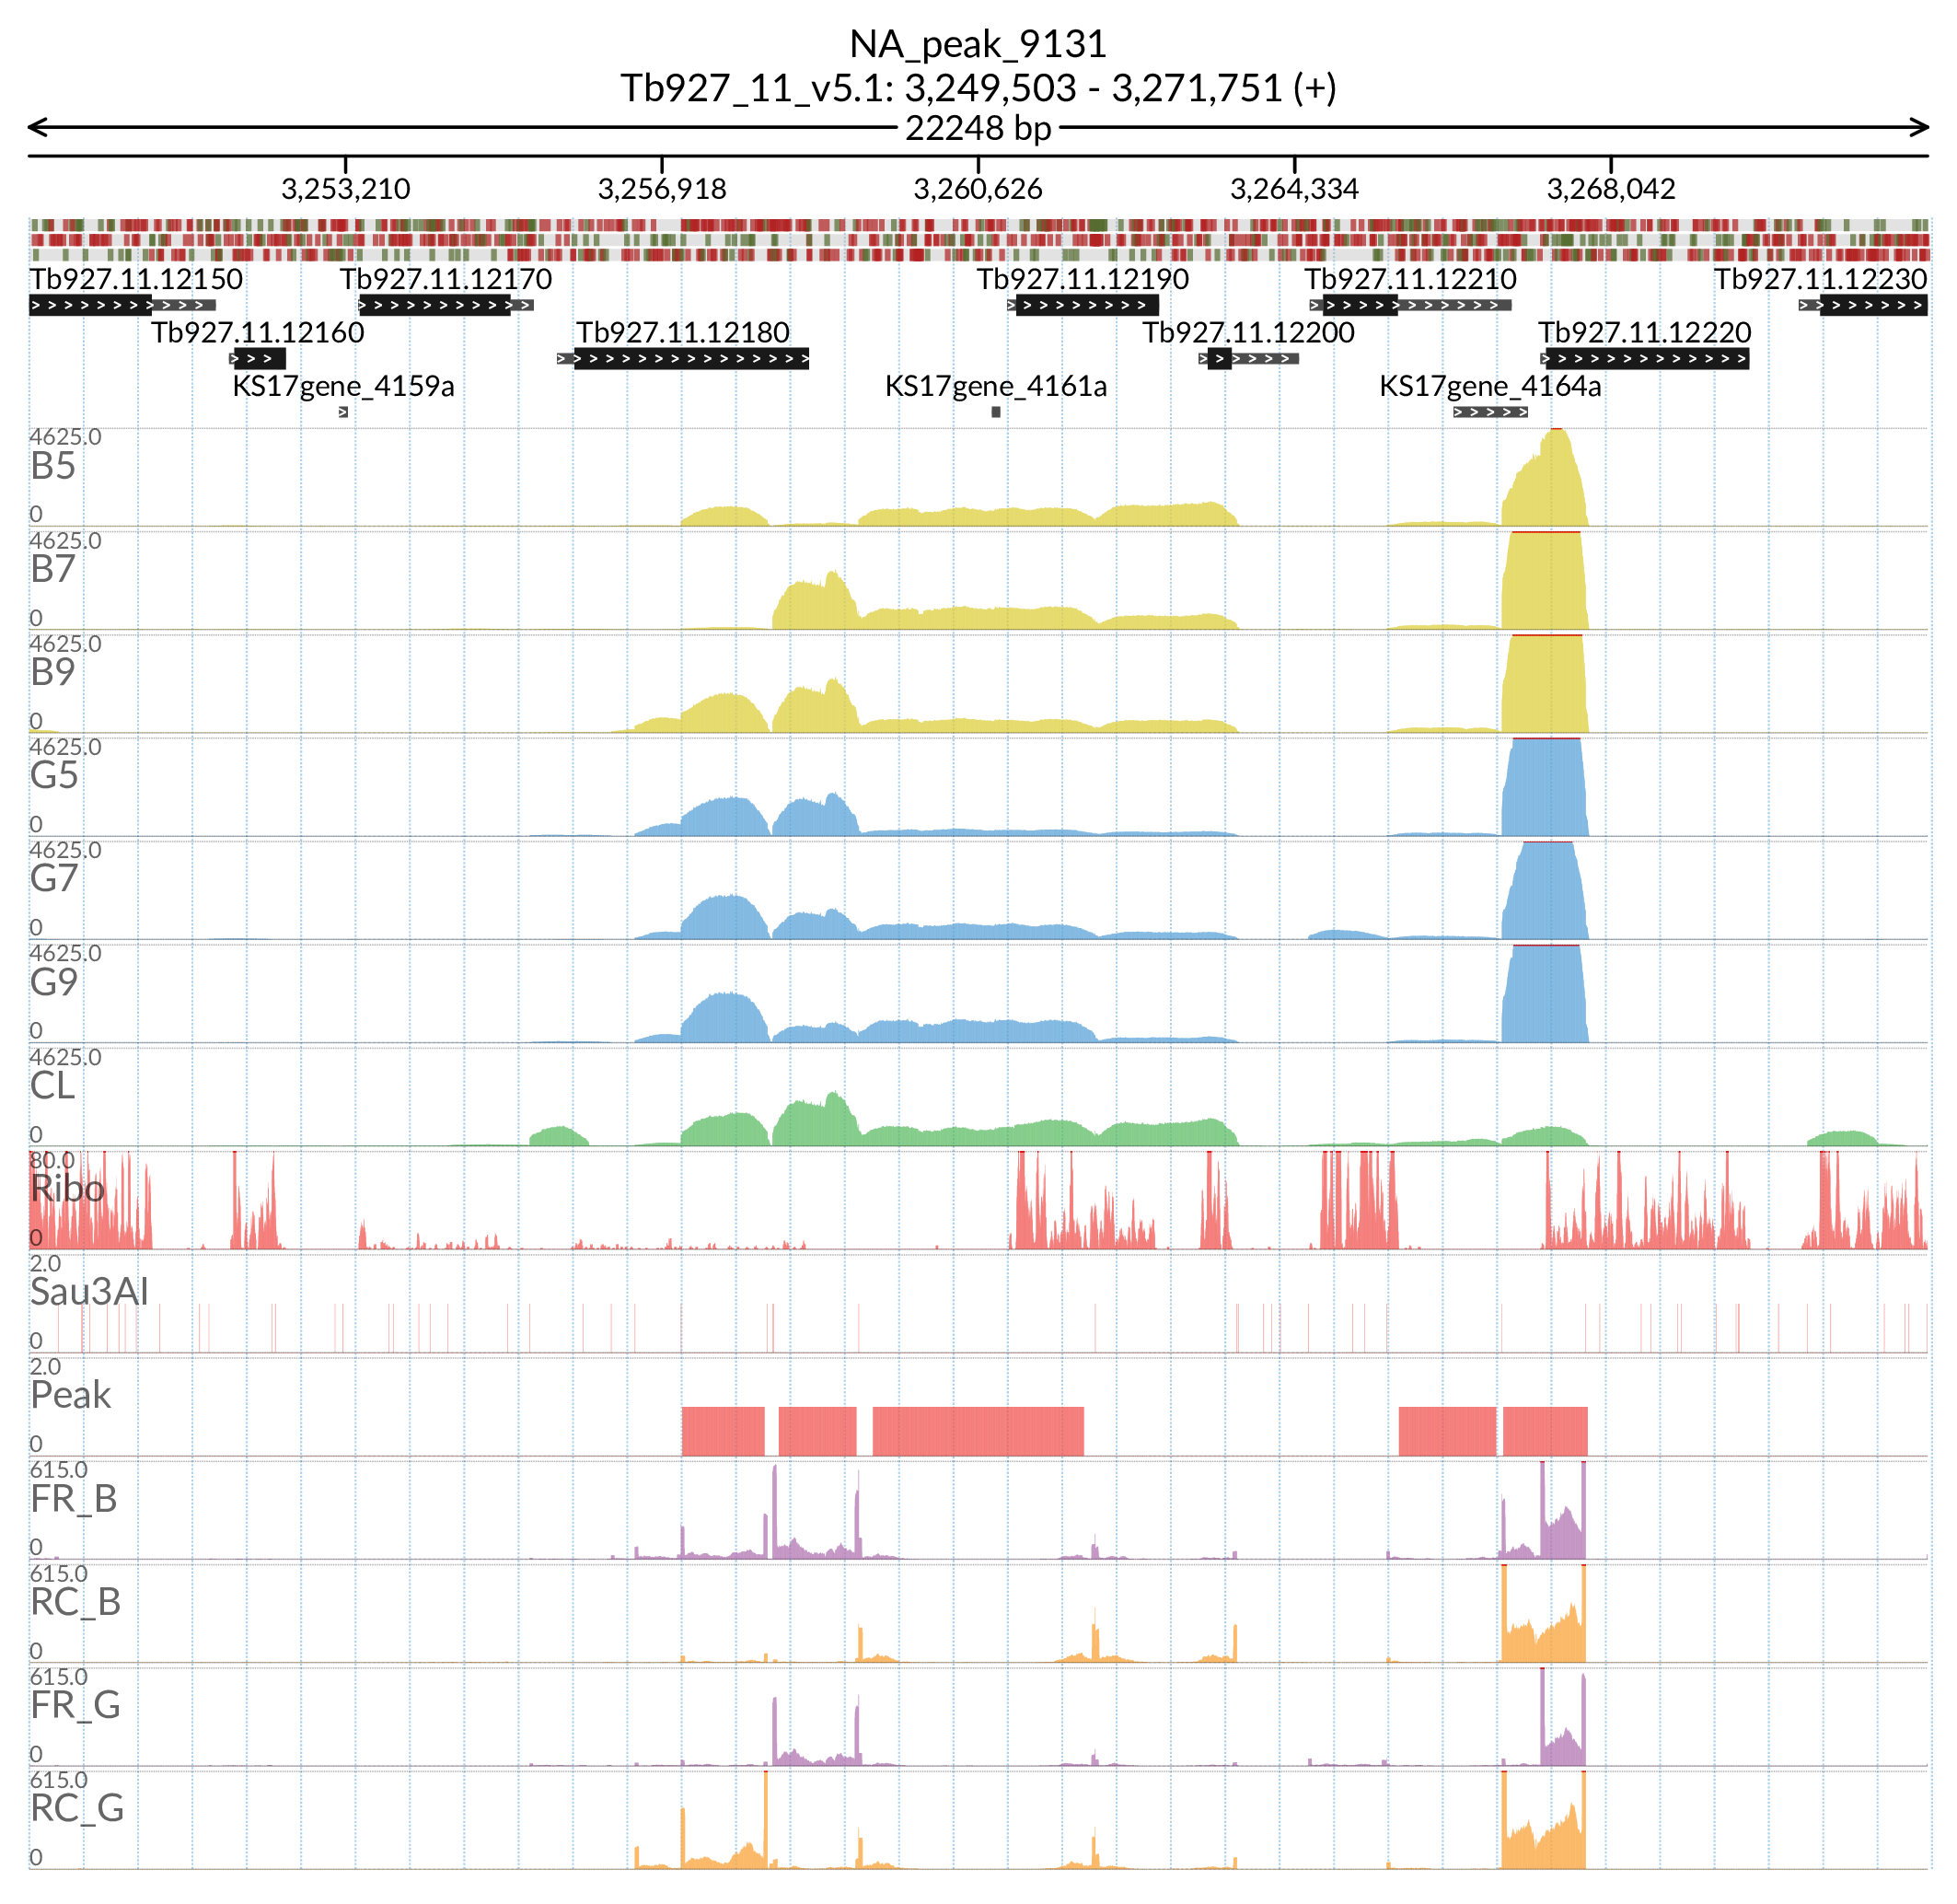 NA_peak_9131
Tb927_11_v5.1: 3,249,503 - 3,271,751 (+)
22248 bp
3,253,210 3,256,918 3,260,626 3,264,334 3,268,042
Tb927.11.12150 Tb927.11.12170 Tb927.11.12190 Tb927.11.12210 Tb927.11.12230
Tb927.11.12160 Tb927.11.12180 Tb927.11.12200 Tb927.11.12220
KS17gene_4159a KS17gene_4161a KS17gene_4164a
4625.0
B5
0
4625.0
B7
0
4625.0
B9
0
4625.0
G5
0
4625.0
G7
0
4625.0
G9
0
4625.0
CL
0
80.0
Ribo
0
2.0
Sau3AI
0
2.0
Peak
0
615.0
FR_B
0
615.0
RC_B
0
615.0
FR_G
0
615.0
RC_G
0